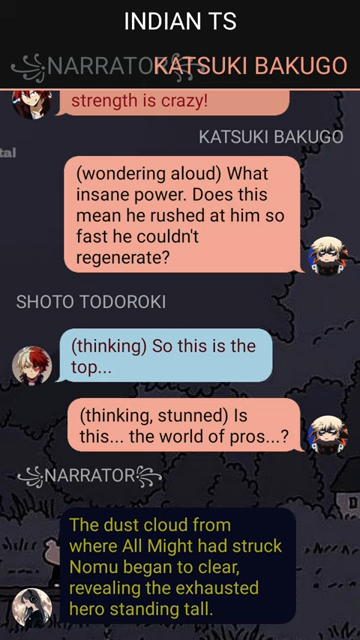 INDIAN TS
꧁NARRATOR꧂
KATSUKI BAKUGO
strength is crazy!
KATSUKI BAKUGO
tal
(wondering aloud) What
insane power. Does this
mean he rushed at him so
fast he couldn't
regenerate?
SHOTO TODOROKI
(thinking) So this is the
top...
(thinking, stunned) Is
this... the world of pros...?
꧁NARRATOR꧂
The dust cloud from
where All Might had struck
Nomu began to clear,
revealing the exhausted
hero standing tall.